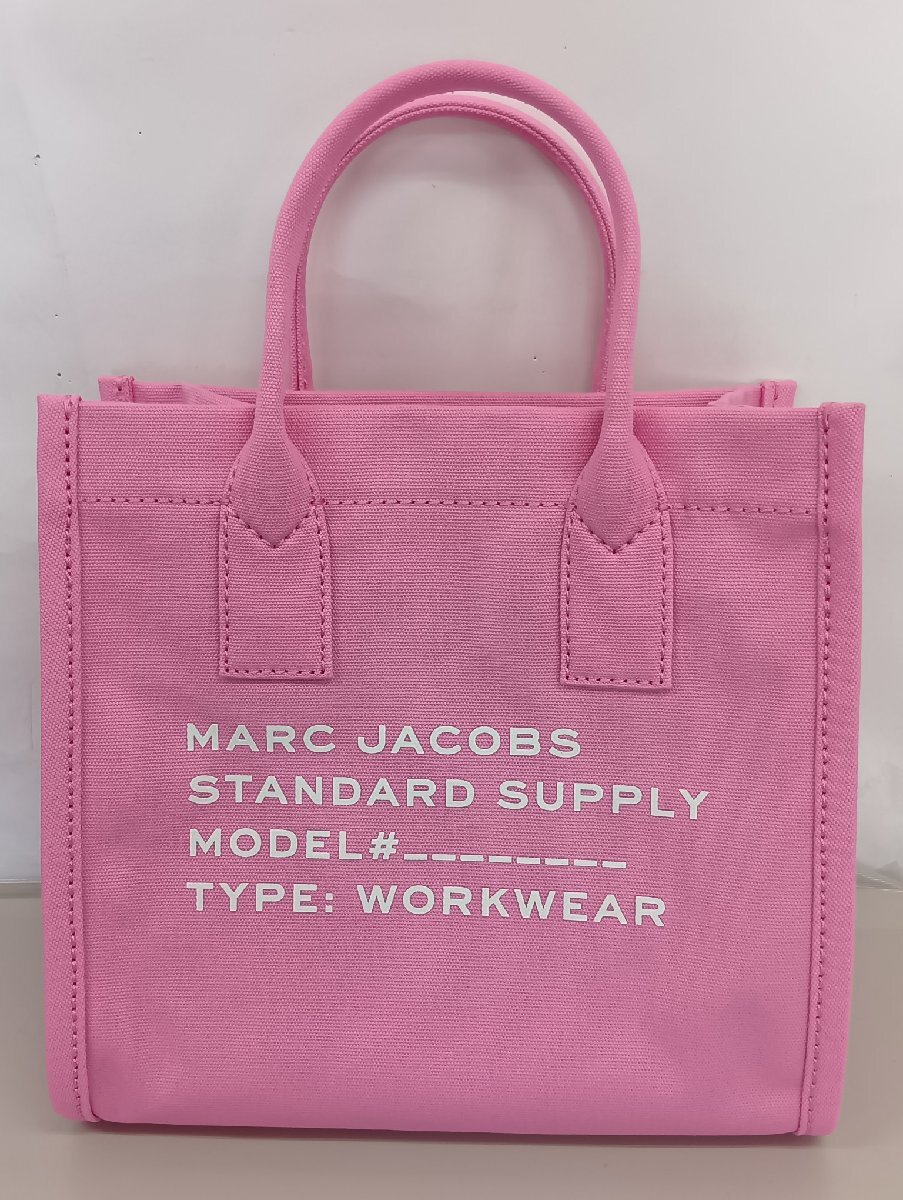 MARC JACOBS
STANDARD SUPPLY
MODEL#________
TYPE: WORKWEAR